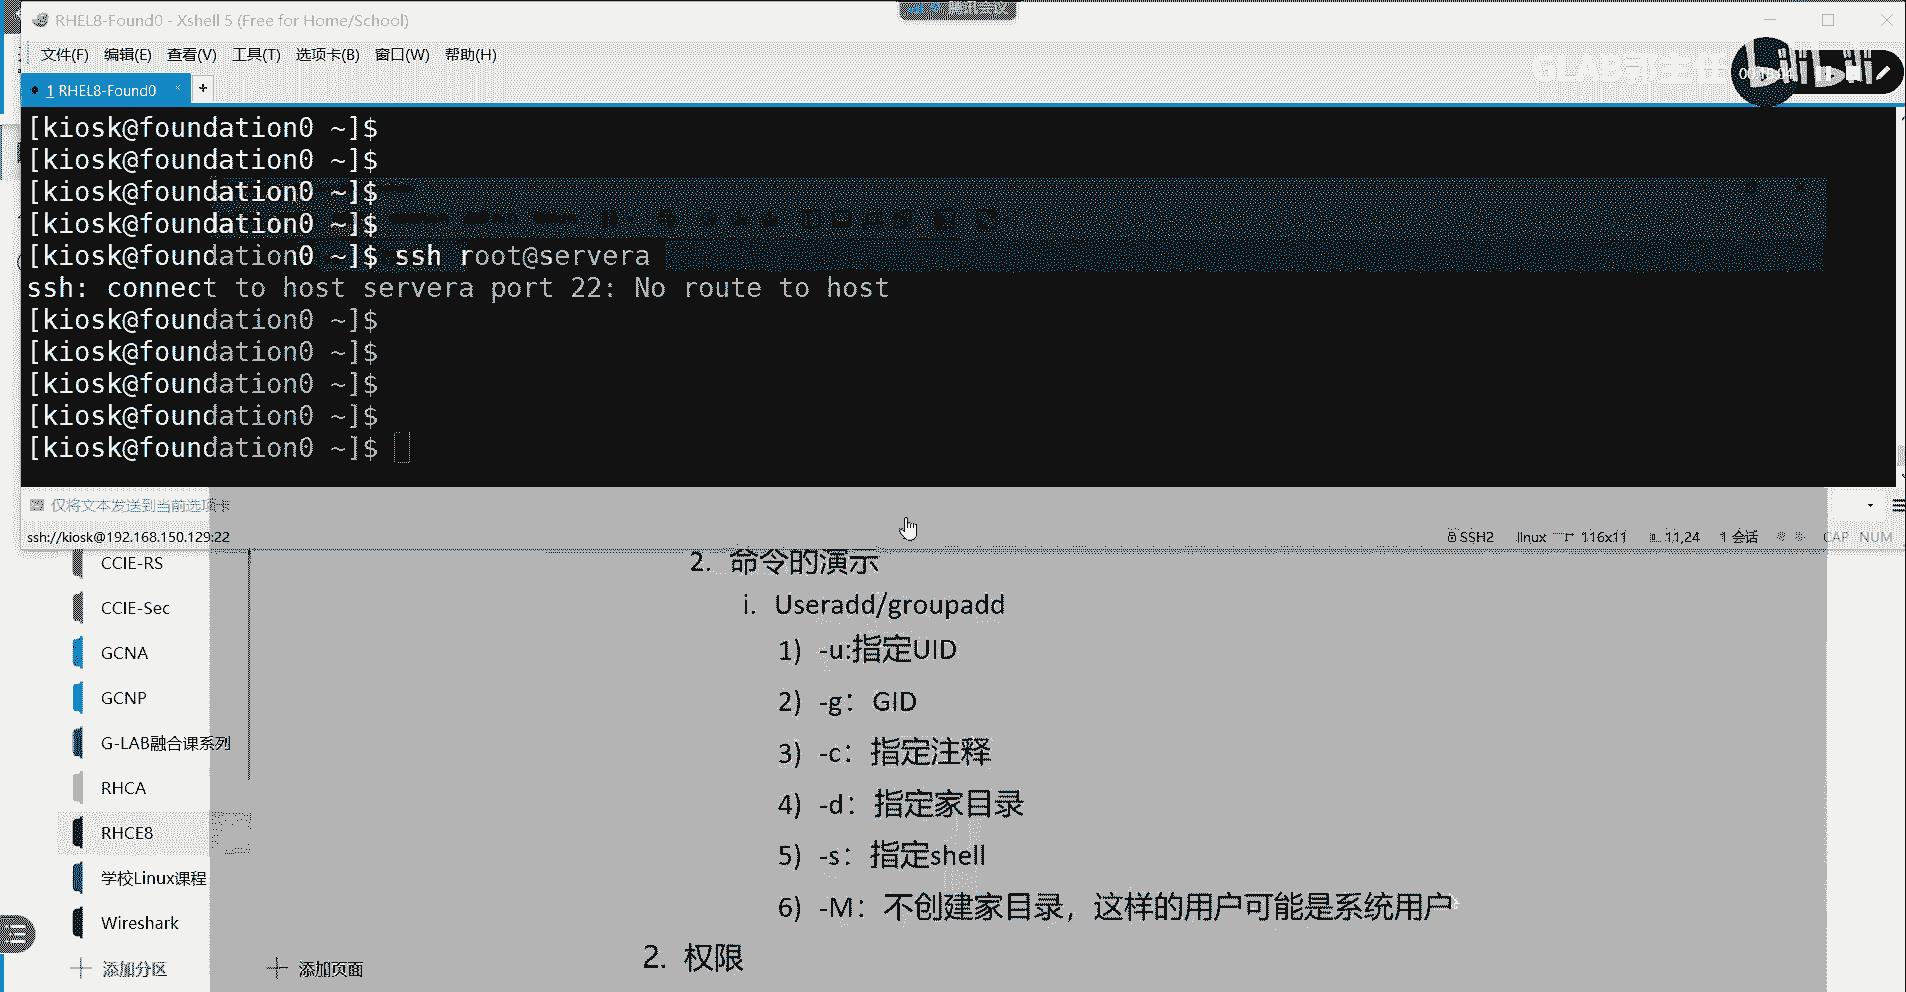 RHEL8-Found0 - Xshell 5 (Free for Home/School)
腾讯会议
文件(F) 编辑(E) 查看(V) 工具(T) 选项卡(B) 窗口(W) 帮助(H)
bilibili
1 RHEL8-Found0 × +
[kiosk@foundation0 ~]$
[kiosk@foundation0 ~]$
[kiosk@foundation0 ~]$
[kiosk@foundation0 ~]$
[kiosk@foundation0 ~]$ ssh root@servera
ssh: connect to host servera port 22: No route to host
[kiosk@foundation0 ~]$
[kiosk@foundation0 ~]$
[kiosk@foundation0 ~]$
[kiosk@foundation0 ~]$
[kiosk@foundation0 ~]$
仅将文本发送到当前选项卡
ssh://kiosk@192.168.150.129:22 SSH2 linux 116x11 11,24 1 会话 CAP NUM
CCIE-RS
CCIE-Sec
GCNA
GCNP
G-LAB融合课系列
RHCA
RHCE8
学校Linux课程
Wireshark
添加分区
添加页面
2. 命令的演示
i. Useradd/groupadd
1) -u:指定UID
2) -g：GID
3) -c：指定注释
4) -d：指定家目录
5) -s：指定shell
6) -M：不创建家目录，这样的用户可能是系统用户
2. 权限